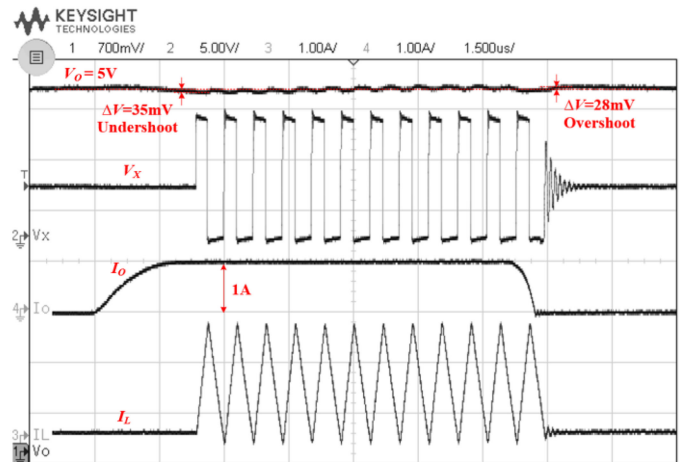 KEYSIGHT
TECHNOLOGIES
1 700mV/ 2 5.00V/ 3 1.00A/ 4 1.00A/ 1.500us/
Vo = 5V
ΔV=35mV
Undershoot
ΔV=28mV
Overshoot
VX
T
2 Vx
IO
1A
4 Io
IL
3 IL
1 Vo